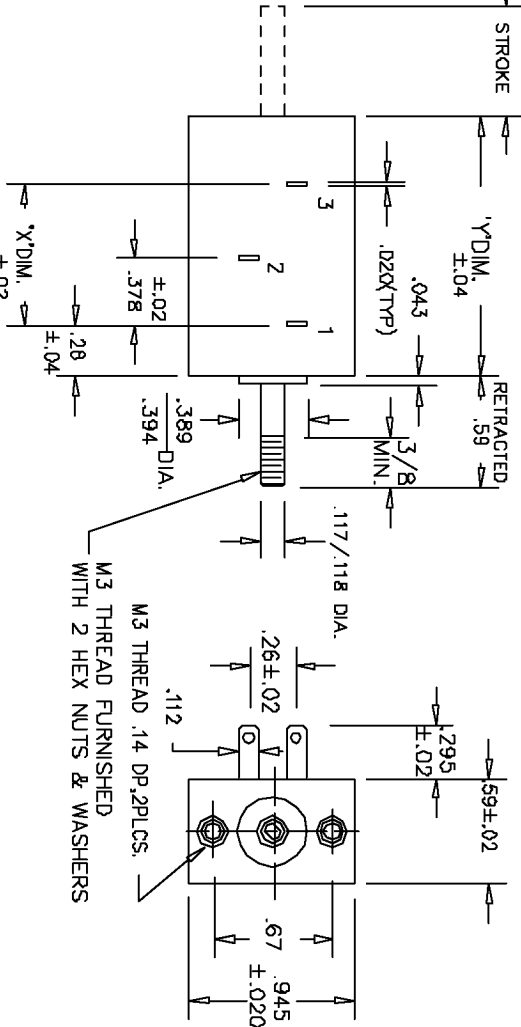 STROKE
"Y"DIM.
±.04
RETRACTED
.59
.043
.020(TYP)
3/8
MIN.
3
2
1
±.02
.378
"X"DIM.
±.02
.28
±.04
.389
.394
DIA.
.117/.118 DIA.
M3 THREAD FURNISHED
WITH 2 HEX NUTS & WASHERS
.295
±.02
.59±.02
.26±.02
.112
M3 THREAD .14 DP.,2PLCS.
.67
.945
±.020